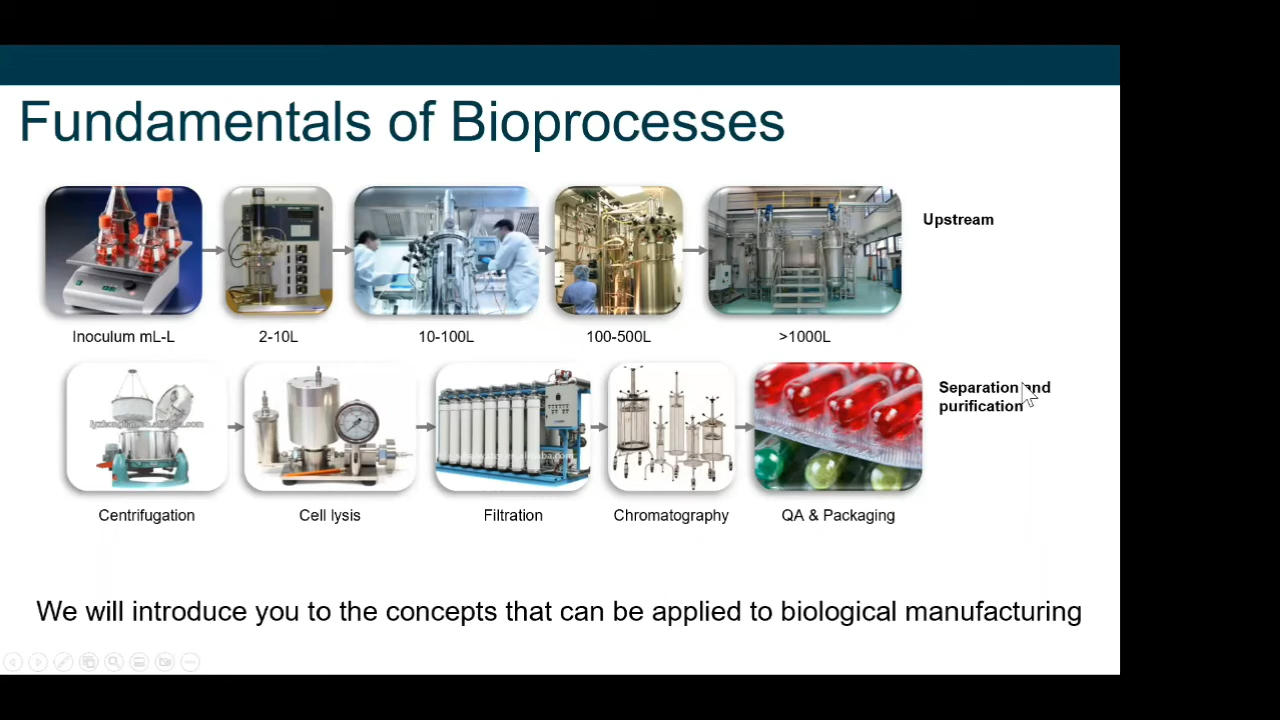 Fundamentals of Bioprocesses
Upstream
Inoculum mL-L
2-10L
10-100L
100-500L
>1000L
Separation and
purification
Centrifugation
Cell lysis
Filtration
Chromatography
QA & Packaging
We will introduce you to the concepts that can be applied to biological manufacturing